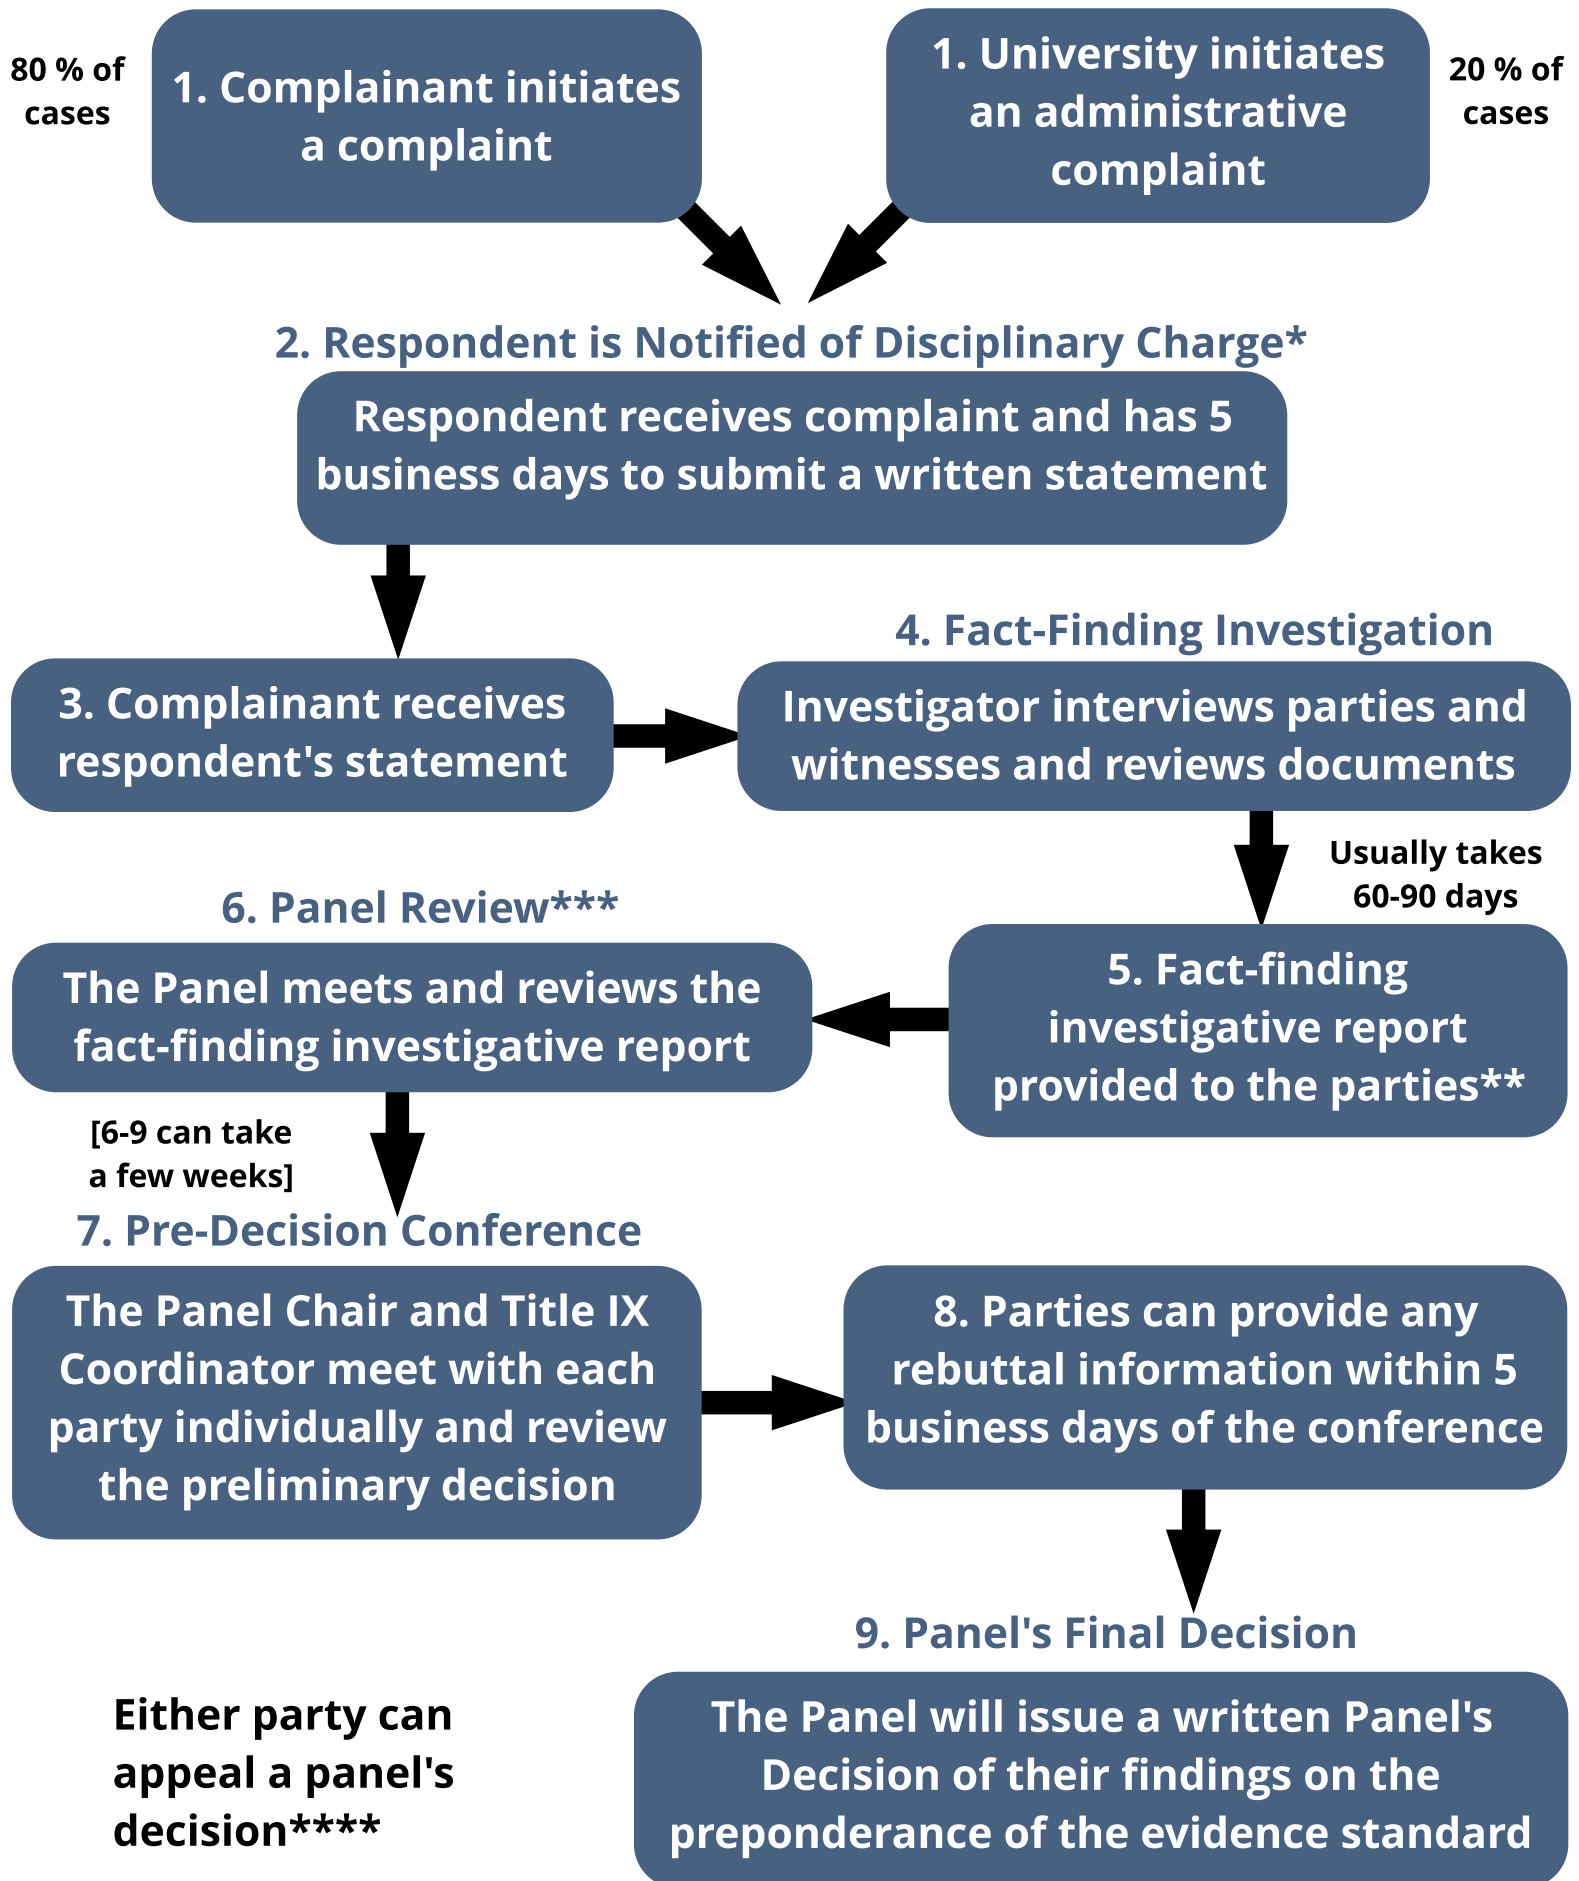 80 % of
cases
1. Complainant initiates
a complaint
1. University initiates
an administrative
complaint
20 % of
cases
2. Respondent is Notified of Disciplinary Charge*
Respondent receives complaint and has 5
business days to submit a written statement
3. Complainant receives
respondent's statement
4. Fact-Finding Investigation
Investigator interviews parties and
witnesses and reviews documents
Usually takes
60-90 days
5. Fact-finding
investigative report
provided to the parties**
6. Panel Review***
The Panel meets and reviews the
fact-finding investigative report
[6-9 can take
a few weeks]
7. Pre-Decision Conference
The Panel Chair and Title IX
Coordinator meet with each
party individually and review
the preliminary decision
8. Parties can provide any
rebuttal information within 5
business days of the conference
9. Panel's Final Decision
The Panel will issue a written Panel's
Decision of their findings on the
preponderance of the evidence standard
Either party can
appeal a panel's
decision****